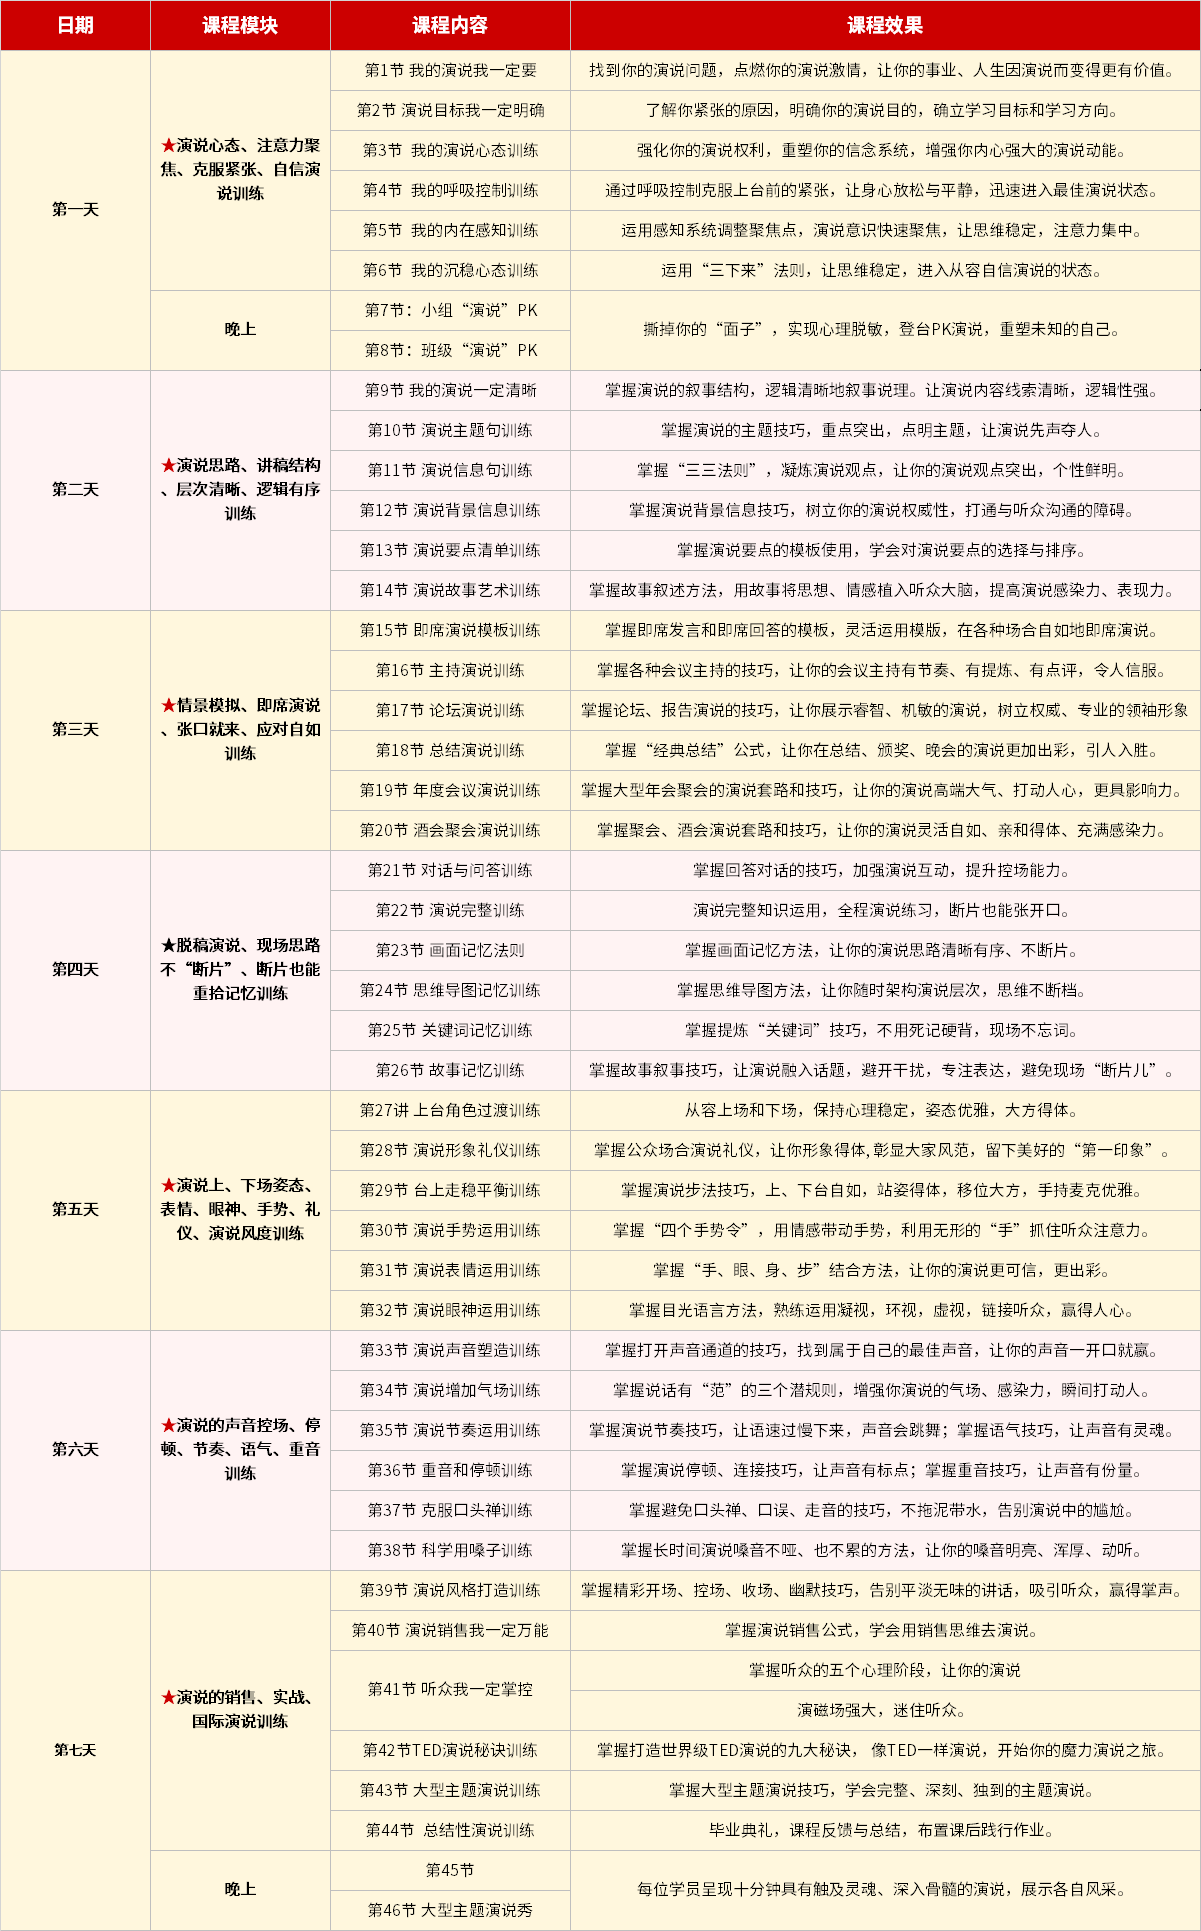 日期 课程模块 课程内容 课程效果
第一天
★演说心态、注意力聚
焦、克服紧张、自信演
说训练
第1节 我的演说我一定要 找到你的演说问题，点燃你的演说激情，让你的事业、人生因演说而变得更有价值。
第2节 演说目标我一定明确 了解你紧张的原因，明确你的演说目的，确立学习目标和学习方向。
第3节 我的演说心态训练 强化你的演说权利，重塑你的信念系统，增强你内心强大的演说动能。
第4节 我的呼吸控制训练 通过呼吸控制克服上台前的紧张，让身心放松与平静，迅速进入最佳演说状态。
第5节 我的内在感知训练 运用感知系统调整聚焦点，演说意识快速聚焦，让思维稳定，注意力集中。
第6节 我的沉稳心态训练 运用“三下来”法则，让思维稳定，进入从容自信演说的状态。
晚上
第7节：小组“演说”PK
第8节：班级“演说”PK
撕掉你的“面子”，实现心理脱敏，登台PK演说，重塑未知的自己。
第二天
★演说思路、讲稿结构
、层次清晰、逻辑有序
训练
第9节 我的演说一定清晰 掌握演说的叙事结构，逻辑清晰地叙事说理。让演说内容线索清晰，逻辑性强。
第10节 演说主题句训练 掌握演说的主题技巧，重点突出，点明主题，让演说先声夺人。
第11节 演说信息句训练 掌握“三三法则”，凝炼演说观点，让你的演说观点突出，个性鲜明。
第12节 演说背景信息训练 掌握演说背景信息技巧，树立你的演说权威性，打通与听众沟通的障碍。
第13节 演说要点清单训练 掌握演说要点的模板使用，学会对演说要点的选择与排序。
第14节 演说故事艺术训练 掌握故事叙述方法，用故事将思想、情感植入听众大脑，提高演说感染力、表现力。
第三天
★情景模拟、即席演说
、张口就来、应对自如
训练
第15节 即席演说模板训练 掌握即席发言和即席回答的模板，灵活运用模版，在各种场合自如地即席演说。
第16节 主持演说训练 掌握各种会议主持的技巧，让你的会议主持有节奏、有提炼、有点评，令人信服。
第17节 论坛演说训练 掌握论坛、报告演说的技巧，让你展示睿智、机敏的演说，树立权威、专业的领袖形象
第18节 总结演说训练 掌握“经典总结”公式，让你在总结、颁奖、晚会的演说更加出彩，引人入胜。
第19节 年度会议演说训练 掌握大型年会聚会的演说套路和技巧，让你的演说高端大气、打动人心，更具影响力。
第20节 酒会聚会演说训练 掌握聚会、酒会演说套路和技巧，让你的演说灵活自如、亲和得体、充满感染力。
第四天
★脱稿演说、现场思路
不“断片”、断片也能
重拾记忆训练
第21节 对话与问答训练 掌握回答对话的技巧，加强演说互动，提升控场能力。
第22节 演说完整训练 演说完整知识运用，全程演说练习，断片也能张开口。
第23节 画面记忆法则 掌握画面记忆方法，让你的演说思路清晰有序、不断片。
第24节 思维导图记忆训练 掌握思维导图方法，让你随时架构演说层次，思维不断档。
第25节 关键词记忆训练 掌握提炼“关键词”技巧，不用死记硬背，现场不忘词。
第26节 故事记忆训练 掌握故事叙事技巧，让演说融入话题，避开干扰，专注表达，避免现场“断片儿”。
第五天
★演说上、下场姿态、
表情、眼神、手势、礼
仪、演说风度训练
第27讲 上台角色过渡训练 从容上场和下场，保持心理稳定，姿态优雅，大方得体。
第28节 演说形象礼仪训练 掌握公众场合演说礼仪，让你形象得体,彰显大家风范，留下美好的“第一印象”。
第29节 台上走稳平衡训练 掌握演说步法技巧，上、下台自如，站姿得体，移位大方，手持麦克优雅。
第30节 演说手势运用训练 掌握“四个手势令”，用情感带动手势，利用无形的“手”抓住听众注意力。
第31节 演说表情运用训练 掌握“手、眼、身、步”结合方法，让你的演说更可信，更出彩。
第32节 演说眼神运用训练 掌握目光语言方法，熟练运用凝视，环视，虚视，链接听众，赢得人心。
第六天
★演说的声音控场、停
顿、节奏、语气、重音
训练
第33节 演说声音塑造训练 掌握打开声音通道的技巧，找到属于自己的最佳声音，让你的声音一开口就赢。
第34节 演说增加气场训练 掌握说话有“范”的三个潜规则，增强你演说的气场、感染力，瞬间打动人。
第35节 演说节奏运用训练 掌握演说节奏技巧，让语速过慢下来，声音会跳舞；掌握语气技巧，让声音有灵魂。
第36节 重音和停顿训练 掌握演说停顿、连接技巧，让声音有标点；掌握重音技巧，让声音有份量。
第37节 克服口头禅训练 掌握避免口头禅、口误、走音的技巧，不拖泥带水，告别演说中的尴尬。
第38节 科学用嗓子训练 掌握长时间演说嗓音不哑、也不累的方法，让你的嗓音明亮、浑厚、动听。
第七天
★演说的销售、实战、
国际演说训练
第39节 演说风格打造训练 掌握精彩开场、控场、收场、幽默技巧，告别平淡无味的讲话，吸引听众，赢得掌声。
第40节 演说销售我一定万能 掌握演说销售公式，学会用销售思维去演说。
第41节 听众我一定掌控 掌握听众的五个心理阶段，让你的演说
演磁场强大，迷住听众。
第42节TED演说秘诀训练 掌握打造世界级TED演说的九大秘诀， 像TED一样演说，开始你的魔力演说之旅。
第43节 大型主题演说训练 掌握大型主题演说技巧，学会完整、深刻、独到的主题演说。
第44节 总结性演说训练 毕业典礼，课程反馈与总结，布置课后践行作业。
晚上
第45节
第46节 大型主题演说秀
每位学员呈现十分钟具有触及灵魂、深入骨髓的演说，展示各自风采。